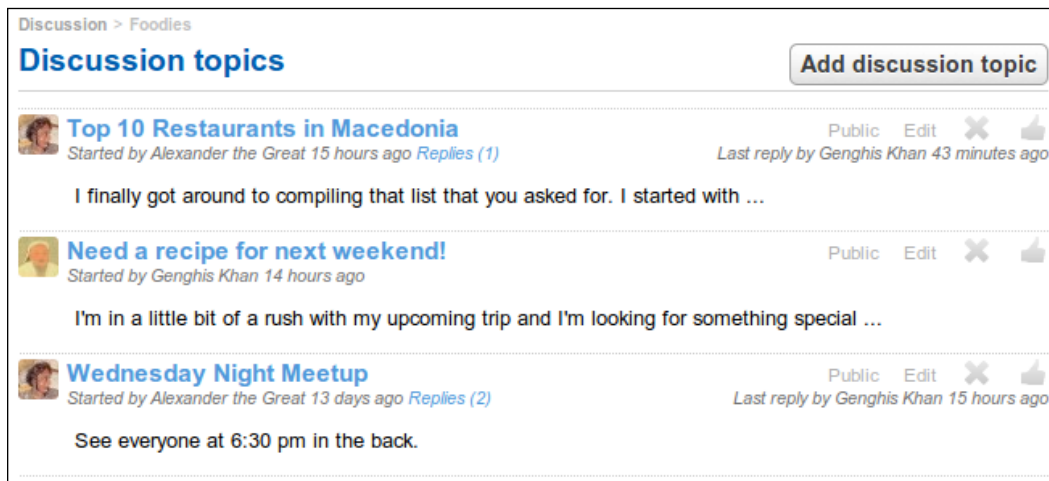 Discussion > Foodies
Discussion topics
Add discussion topic
Top 10 Restaurants in Macedonia
Public Edit
Started by Alexander the Great 15 hours ago Replies (1)
Last reply by Genghis Khan 43 minutes ago
I finally got around to compiling that list that you asked for. I started with ...
Need a recipe for next weekend!
Public Edit
Started by Genghis Khan 14 hours ago
I'm in a little bit of a rush with my upcoming trip and I'm looking for something special ...
Wednesday Night Meetup
Public Edit
Started by Alexander the Great 13 days ago Replies (2)
Last reply by Genghis Khan 15 hours ago
See everyone at 6:30 pm in the back.